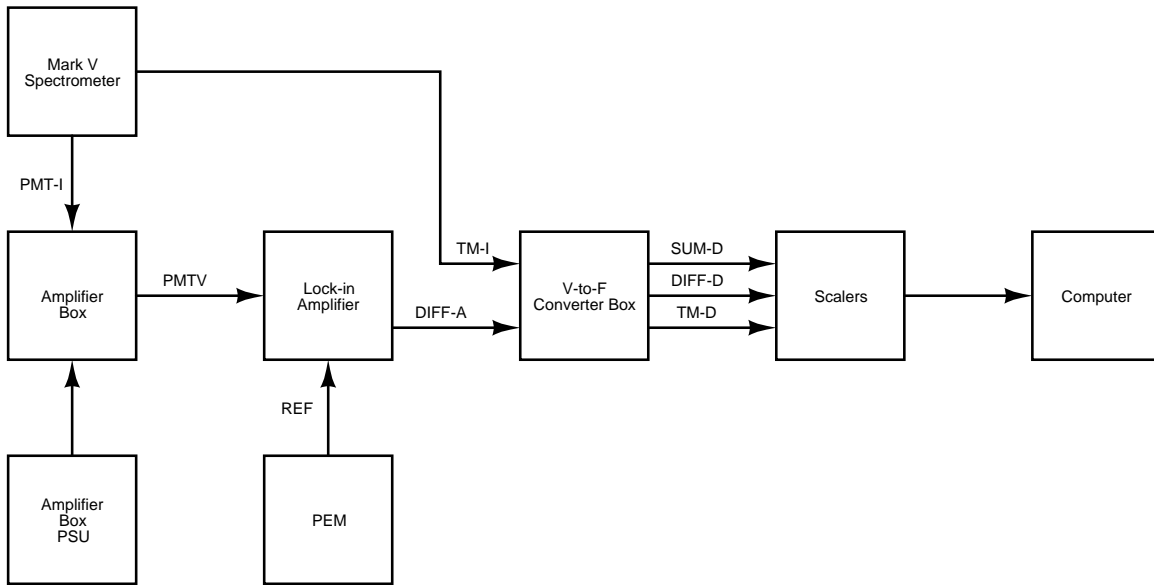 Mark V
Spectrometer
PMT-I
Amplifier
Box
PMTV
Lock-in
Amplifier
TM-I
DIFF-A
V-to-F
Converter Box
SUM-D
DIFF-D
TM-D
Scalers
Computer
REF
Amplifier
Box
PSU
PEM